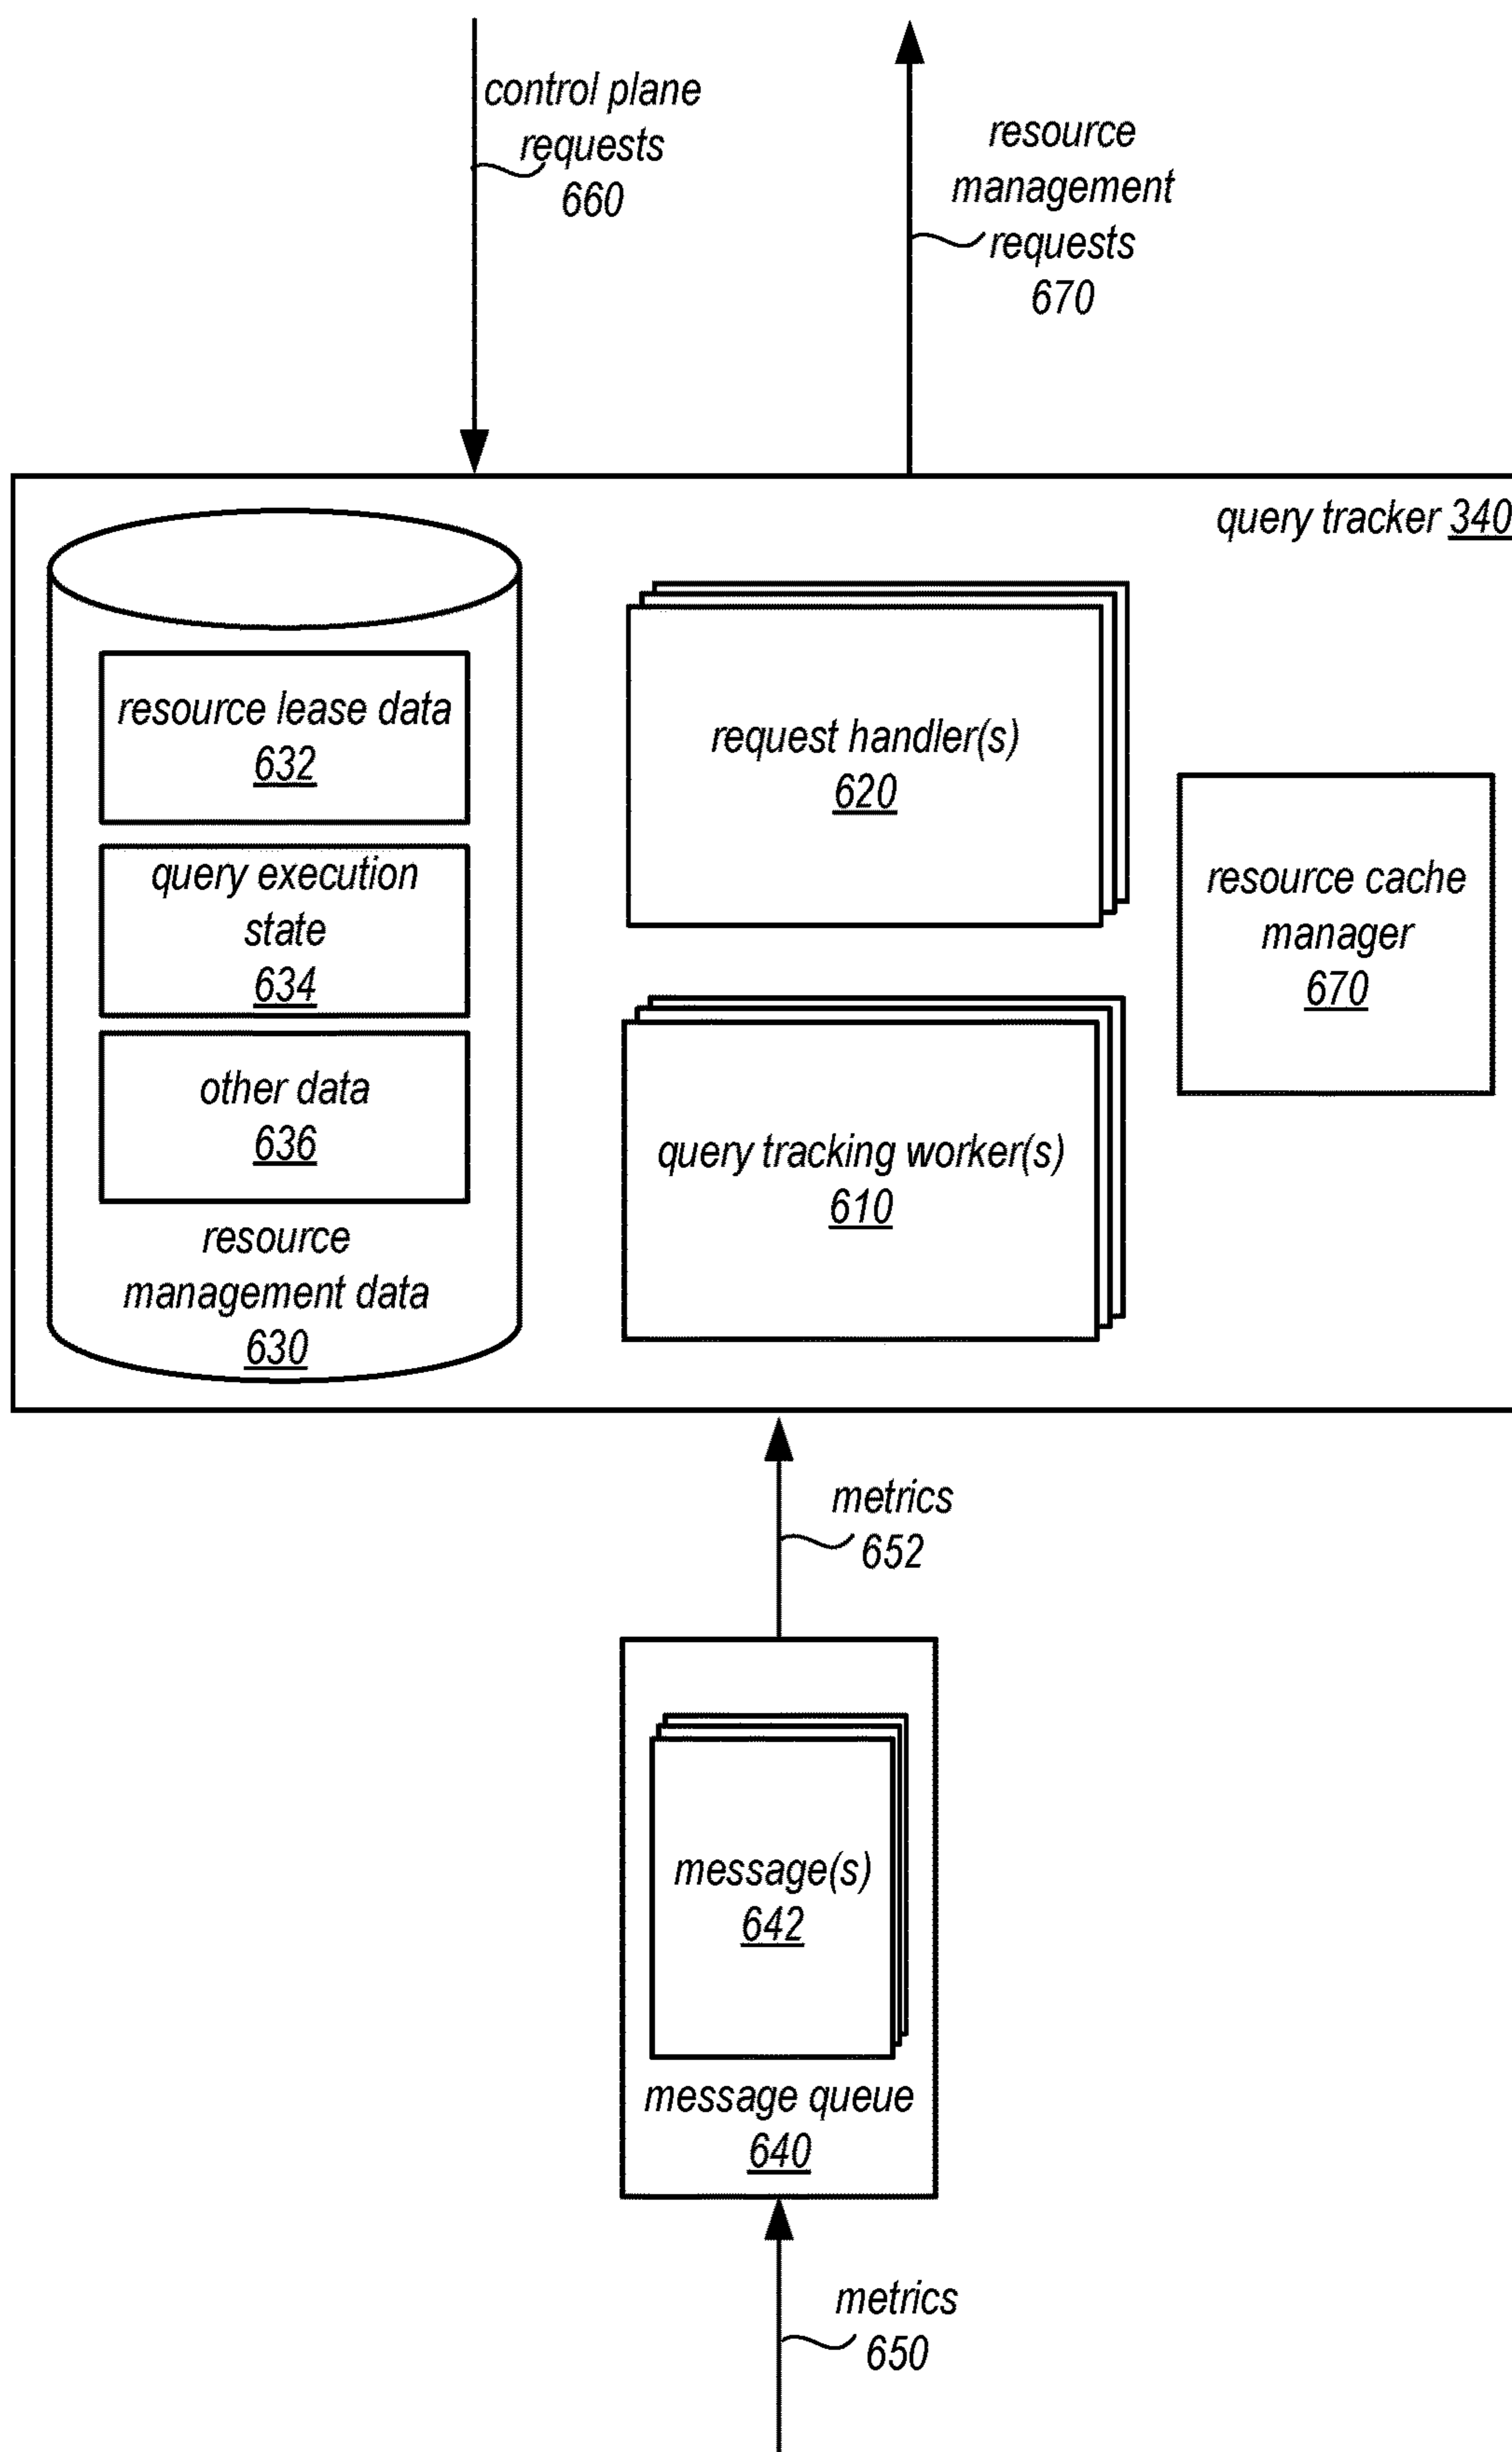 control plane
requests
660
resource
management
requests
670
query tracker 340
resource lease data
632
query execution
state
634
other data
636
resource
management data
630
request handler(s)
620
query tracking worker(s)
610
resource cache
manager
670
metrics
652
message(s)
642
message queue
640
metrics
650